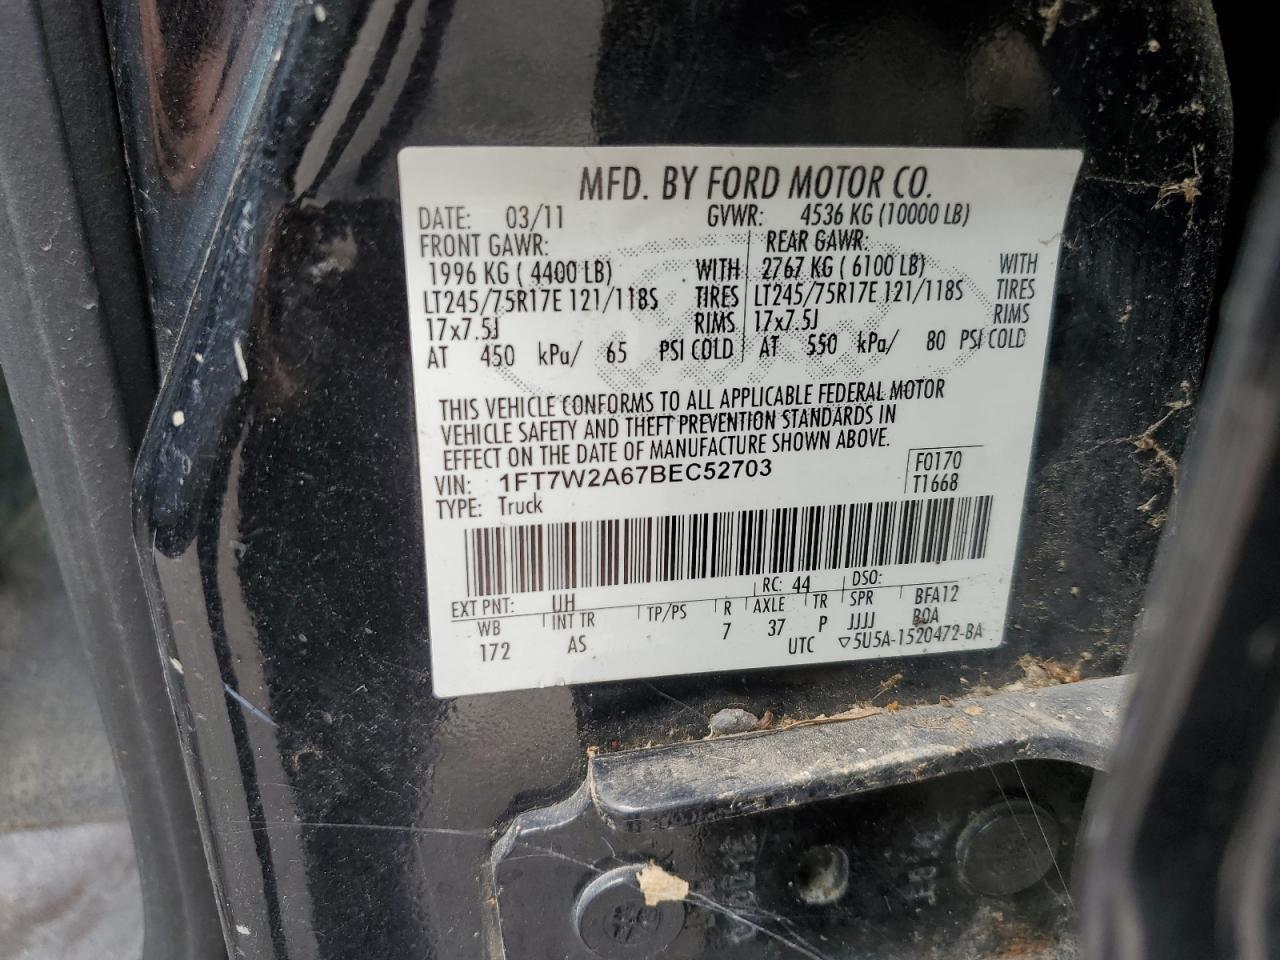 MFD. BY FORD MOTOR CO.
DATE: 03/11 GVWR: 4536 KG (10000 LB)
FRONT GAWR: REAR GAWR:
1996 KG ( 4400 LB) WITH 2767 KG ( 6100 LB) WITH
LT245/75R17E 121/118S TIRES LT245/75R17E 121/118S TIRES
17x7.5J RIMS 17x7.5J RIMS
AT 450 kPa/ 65 PSI COLD AT 550 kPa/ 80 PSI COLD
THIS VEHICLE CONFORMS TO ALL APPLICABLE FEDERAL MOTOR
VEHICLE SAFETY AND THEFT PREVENTION STANDARDS IN
EFFECT ON THE DATE OF MANUFACTURE SHOWN ABOVE.
VIN: 1FT7W2A67BEC52703 F0170
TYPE: Truck T1668
EXT PNT: UH RC: 44 DSO:
WB INT TR TP/PS R AXLE TR SPR BFA12
172 AS 7 37 P JJJJ BOA
UTC ▽5U5A-1520472-BA